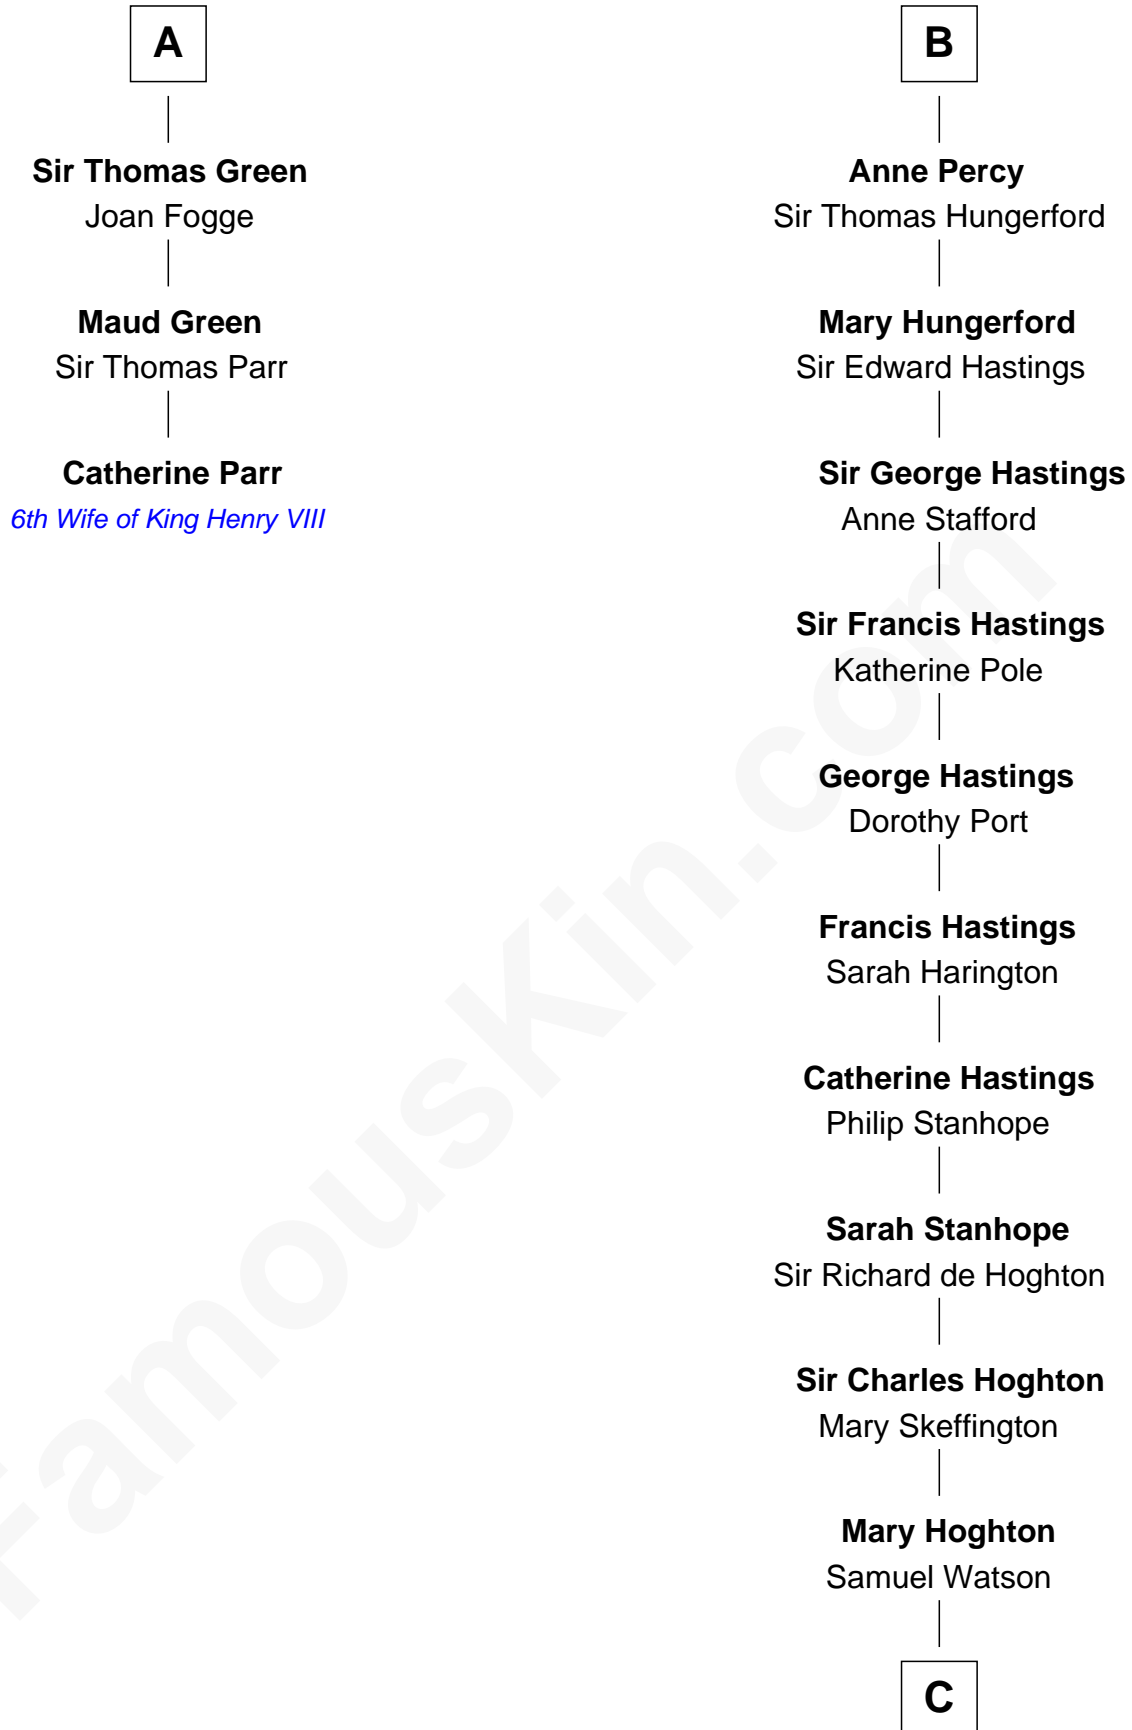 A
Sir Thomas Green
Joan Fogge
Maud Green
Sir Thomas Parr
Catherine Parr
6th Wife of King Henry VIII
B
Anne Percy
Sir Thomas Hungerford
Mary Hungerford
Sir Edward Hastings
Sir George Hastings
Anne Stafford
Sir Francis Hastings
Katherine Pole
George Hastings
Dorothy Port
Francis Hastings
Sarah Harington
Catherine Hastings
Philip Stanhope
Sarah Stanhope
Sir Richard de Hoghton
Sir Charles Hoghton
Mary Skeffington
Mary Hoghton
Samuel Watson
C
FamousKin.com